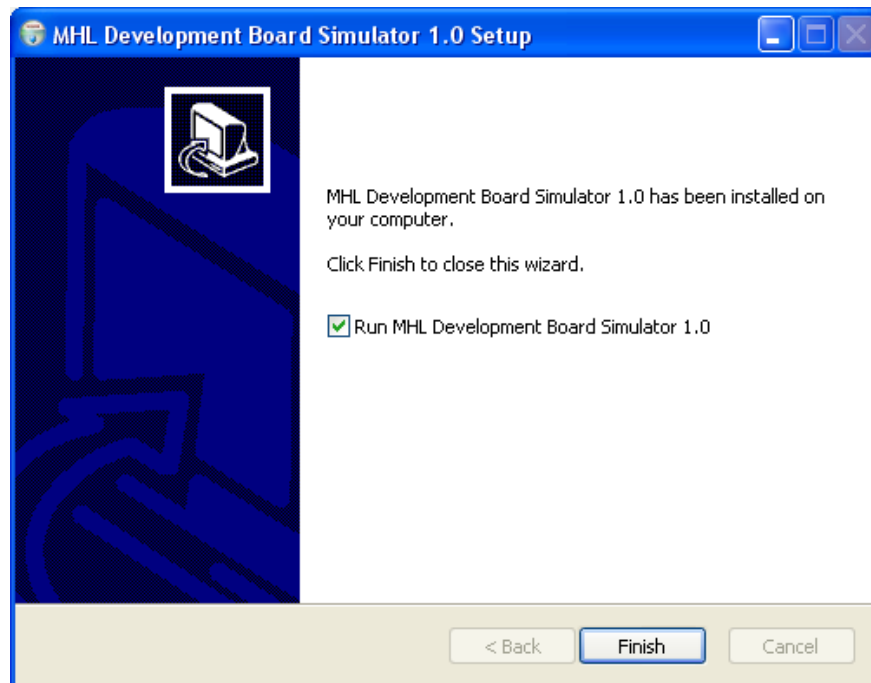 MHL Development Board Simulator 1.0 Setup
MHL Development Board Simulator 1.0 has been installed on
your computer.
Click Finish to close this wizard.
Run MHL Development Board Simulator 1.0
< Back
Finish
Cancel